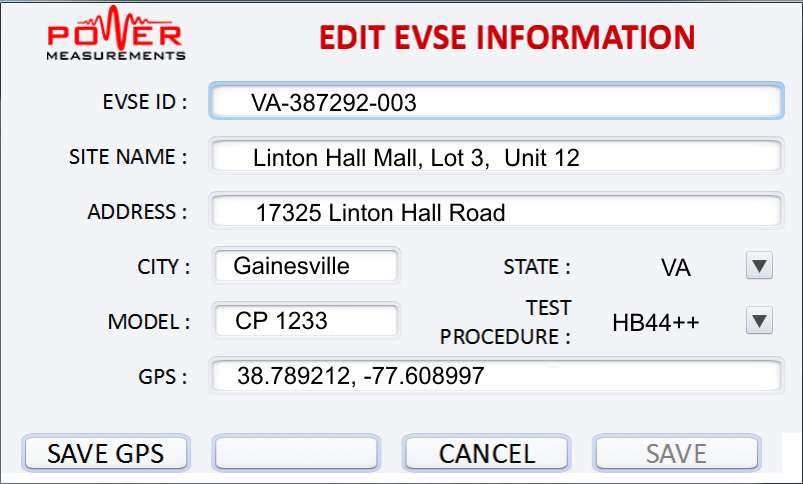 POWER
MEASUREMENTS
EDIT EVSE INFORMATION
EVSE ID : VA-387292-003
SITE NAME : Linton Hall Mall, Lot 3, Unit 12
ADDRESS : 17325 Linton Hall Road
CITY : Gainesville STATE : VA
MODEL : CP 1233 TEST PROCEDURE : HB44++
GPS : 38.789212, -77.608997
SAVE GPS CANCEL SAVE